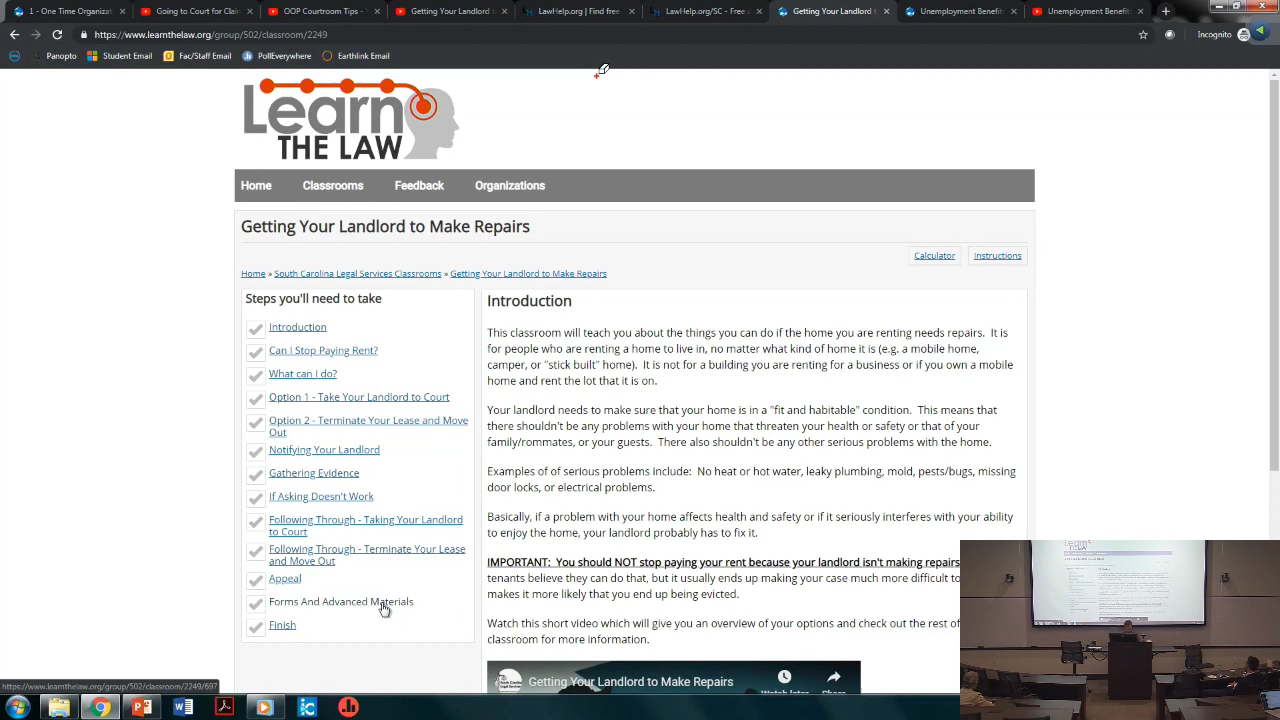 1 - One Time Organizat
Going to Court for Claim
OOP Courtroom Tips -
Getting Your Landlord to
LawHelp.org | Find free
LawHelp.org/SC - Free
Getting Your Landlord
Unemployment Benefits
Unemployment Benefit
https://www.learnthelaw.org/group/502/classroom/2249
Incognito
Panopto
Student Email
Fac/Staff Email
PollEverywhere
Earthlink Email
Learn
THE LAW
Home Classrooms Feedback Organizations
Getting Your Landlord to Make Repairs
Calculator Instructions
Home » South Carolina Legal Services Classrooms » Getting Your Landlord to Make Repairs
Steps you'll need to take
Introduction
Can I Stop Paying Rent?
What can I do?
Option 1 - Take Your Landlord to Court
Option 2 - Terminate Your Lease and Move
Out
Notifying Your Landlord
Gathering Evidence
If Asking Doesn't Work
Following Through - Taking Your Landlord
to Court
Following Through - Terminate Your Lease
and Move Out
Appeal
Forms And Advanced Materials
Finish
Introduction
This classroom will teach you about the things you can do if the home you are renting needs repairs. It is
for people who are renting a home to live in, no matter what kind of home it is (e.g. a mobile home,
camper, or "stick built" home). It is not for a building you are renting for a business or if you own a mobile
home and rent the lot that it is on.
Your landlord needs to make sure that your home is in a "fit and habitable" condition. This means that
there shouldn't be any problems with your home that threaten your health or safety or that of your
family/rommates, or your guests. There also shouldn't be any other serious problems with the home.
Examples of of serious problems include: No heat or hot water, leaky plumbing, mold, pests/bugs, missing
door locks, or electrical problems.
Basically, if a problem with your home affects health and safety or if it seriously interferes with your ability
to enjoy the home, your landlord probably has to fix it.
IMPORTANT: You should NOT stop paying your rent because your landlord isn't making repairs
tenants believe they can do that, but it usually ends up making your case much more difficult to
makes it more likely that you end up being evicted.
Watch this short video which will give you an overview of your options and check out the rest of
classroom for more information.
Getting Your Landlord to Make Repairs
Watch later
Share
https://www.learnthelaw.org/group/502/classroom/2249/697